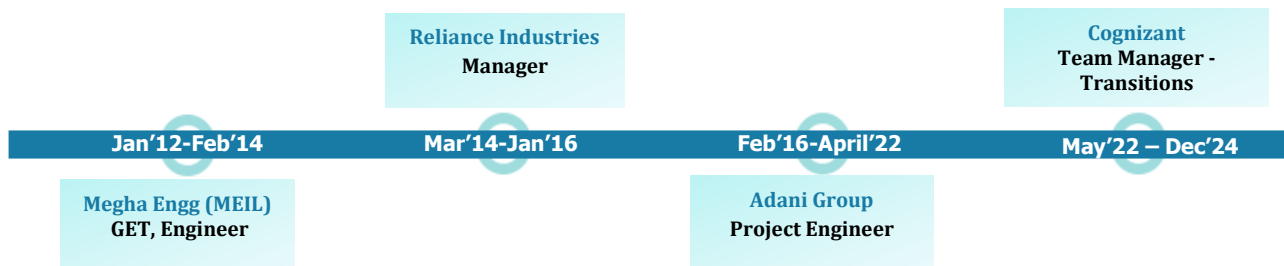 Reliance Industries
Manager
Cognizant
Team Manager -
Transitions
Jan’12-Feb’14
Mar’14-Jan’16
Feb’16-April’22
May’22 – Dec’24
Megha Engg (MEIL)
GET, Engineer
Adani Group
Project Engineer